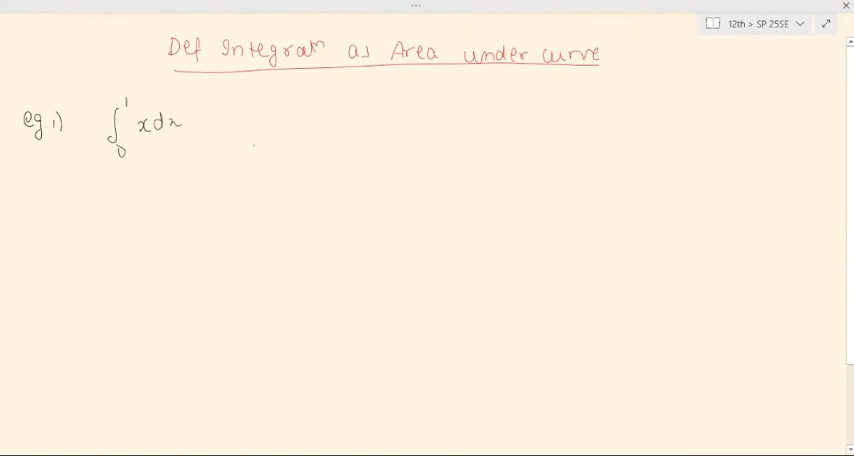 12th > SP 25SE
Def Integratn as Area under curve
eg 1) ∫₀¹ x dx